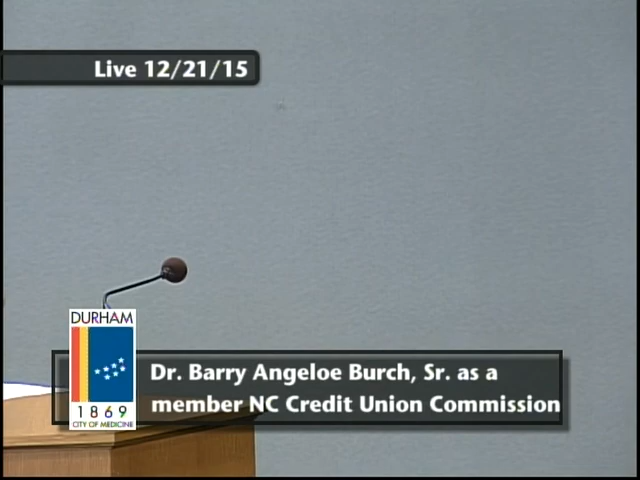 Live 12/21/15
DURHAM
1869
CITY OF MEDICINE
Dr. Barry Angeloe Burch, Sr. as a
member NC Credit Union Commission